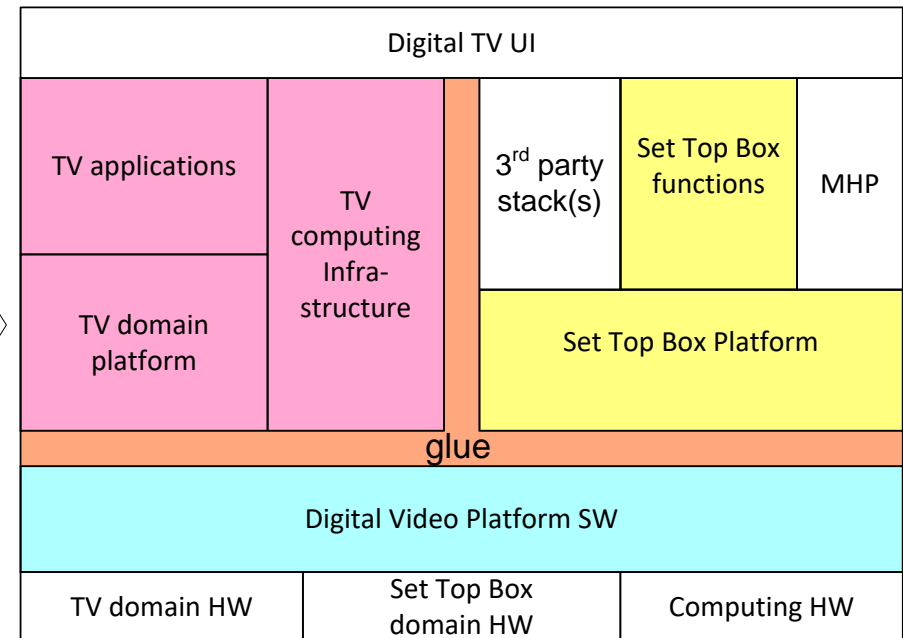 Digital TV UI
TV applications
TV
computing
Infra-
structure
3rd party
stack(s)
Set Top Box
functions
MHP
TV domain
platform
Set Top Box Platform
glue
Digital Video Platform SW
TV domain HW
Set Top Box
domain HW
Computing HW